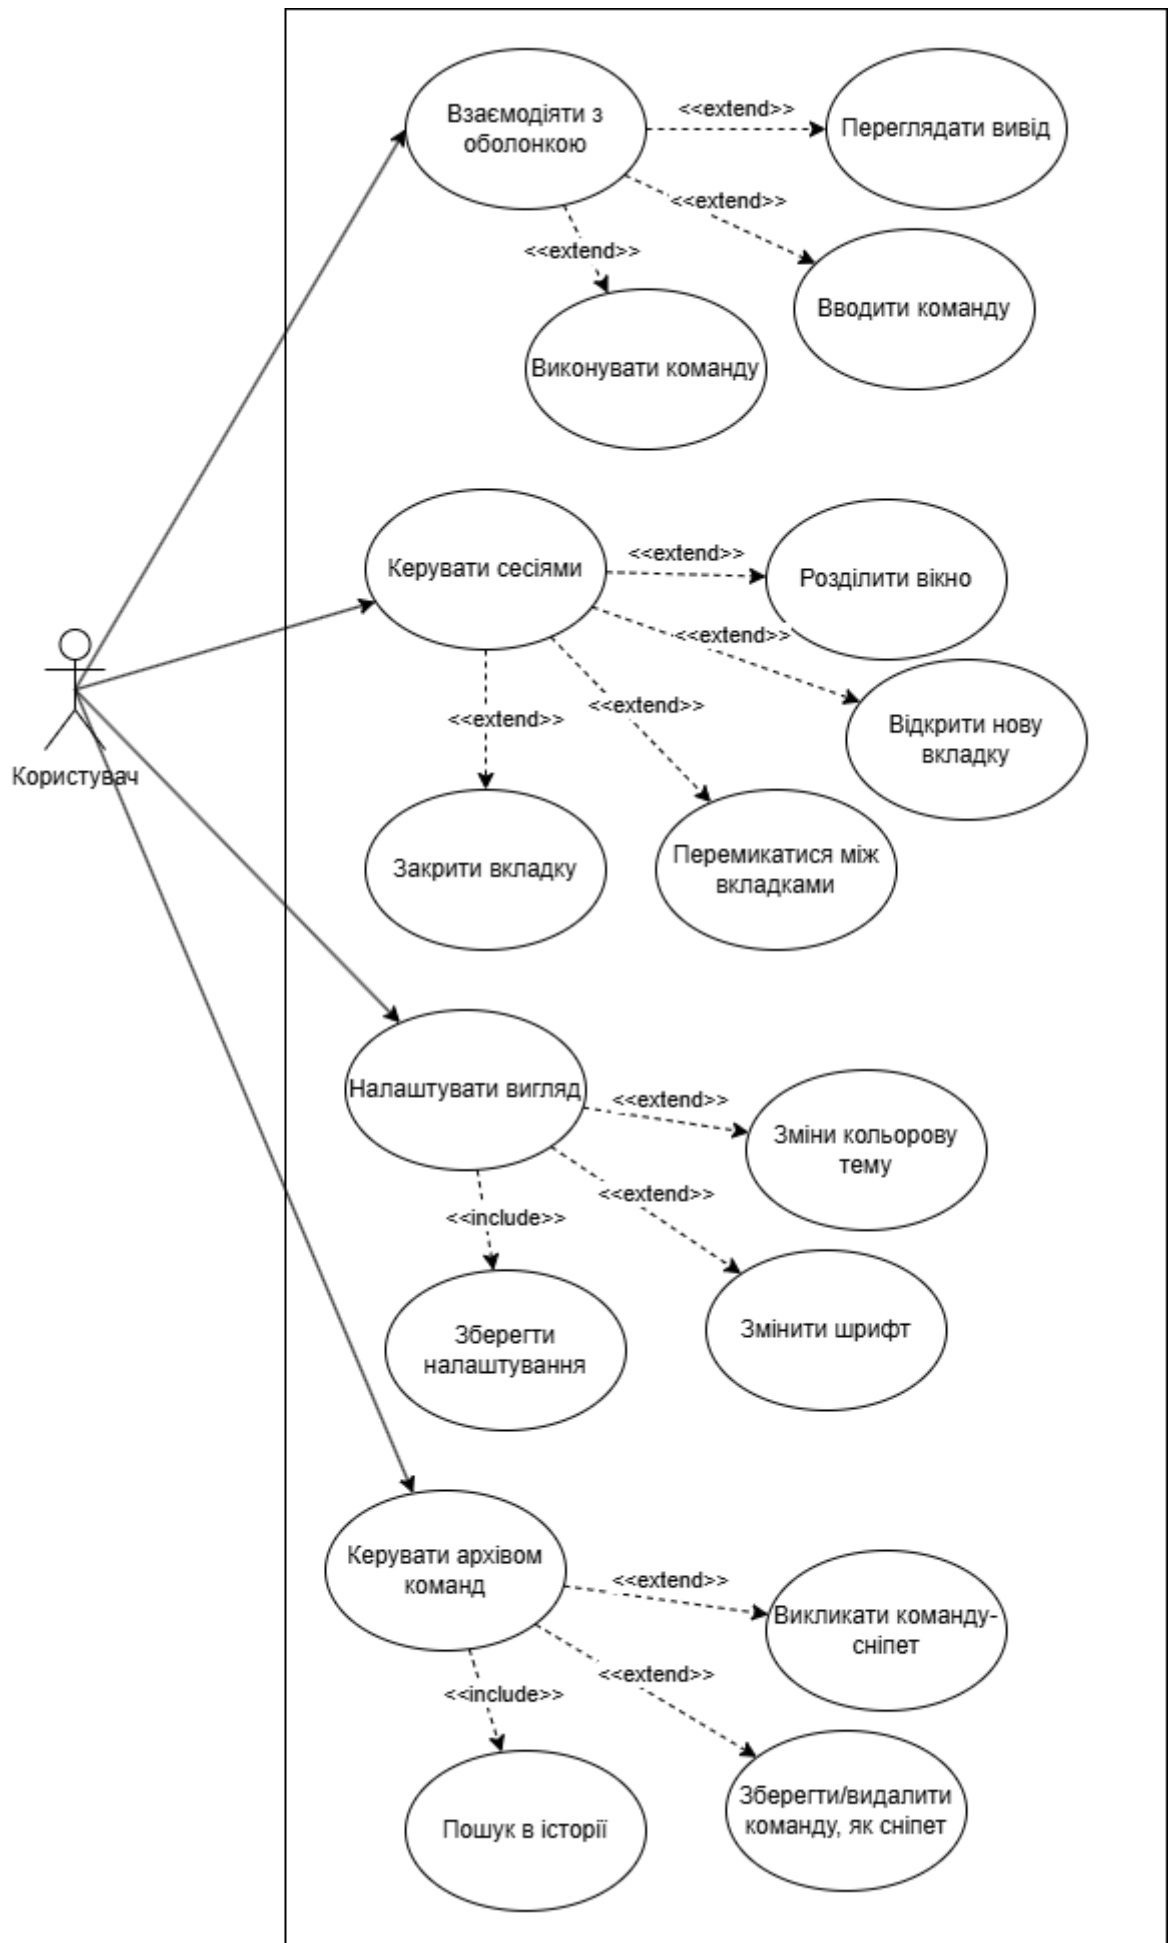 Взаємодіяти з
оболонкою
<<extend>>
Переглядати вивід
<<extend>>
Вводити команду
<<extend>>
Виконувати команду
Керувати сесіями
<<extend>>
Розділити вікно
<<extend>>
Відкрити нову
вкладку
<<extend>>
<<extend>>
Закрити вкладку
Перемикатися між
вкладками
Користувач
Налаштувати вигляд
<<extend>>
Зміни кольорову
тему
<<extend>>
Змінити шрифт
<<include>>
Зберегти
налаштування
Керувати архівом
команд
<<extend>>
Викликати команду-
сніпет
<<extend>>
Зберегти/видалити
команду, як сніпет
<<include>>
Пошук в історії